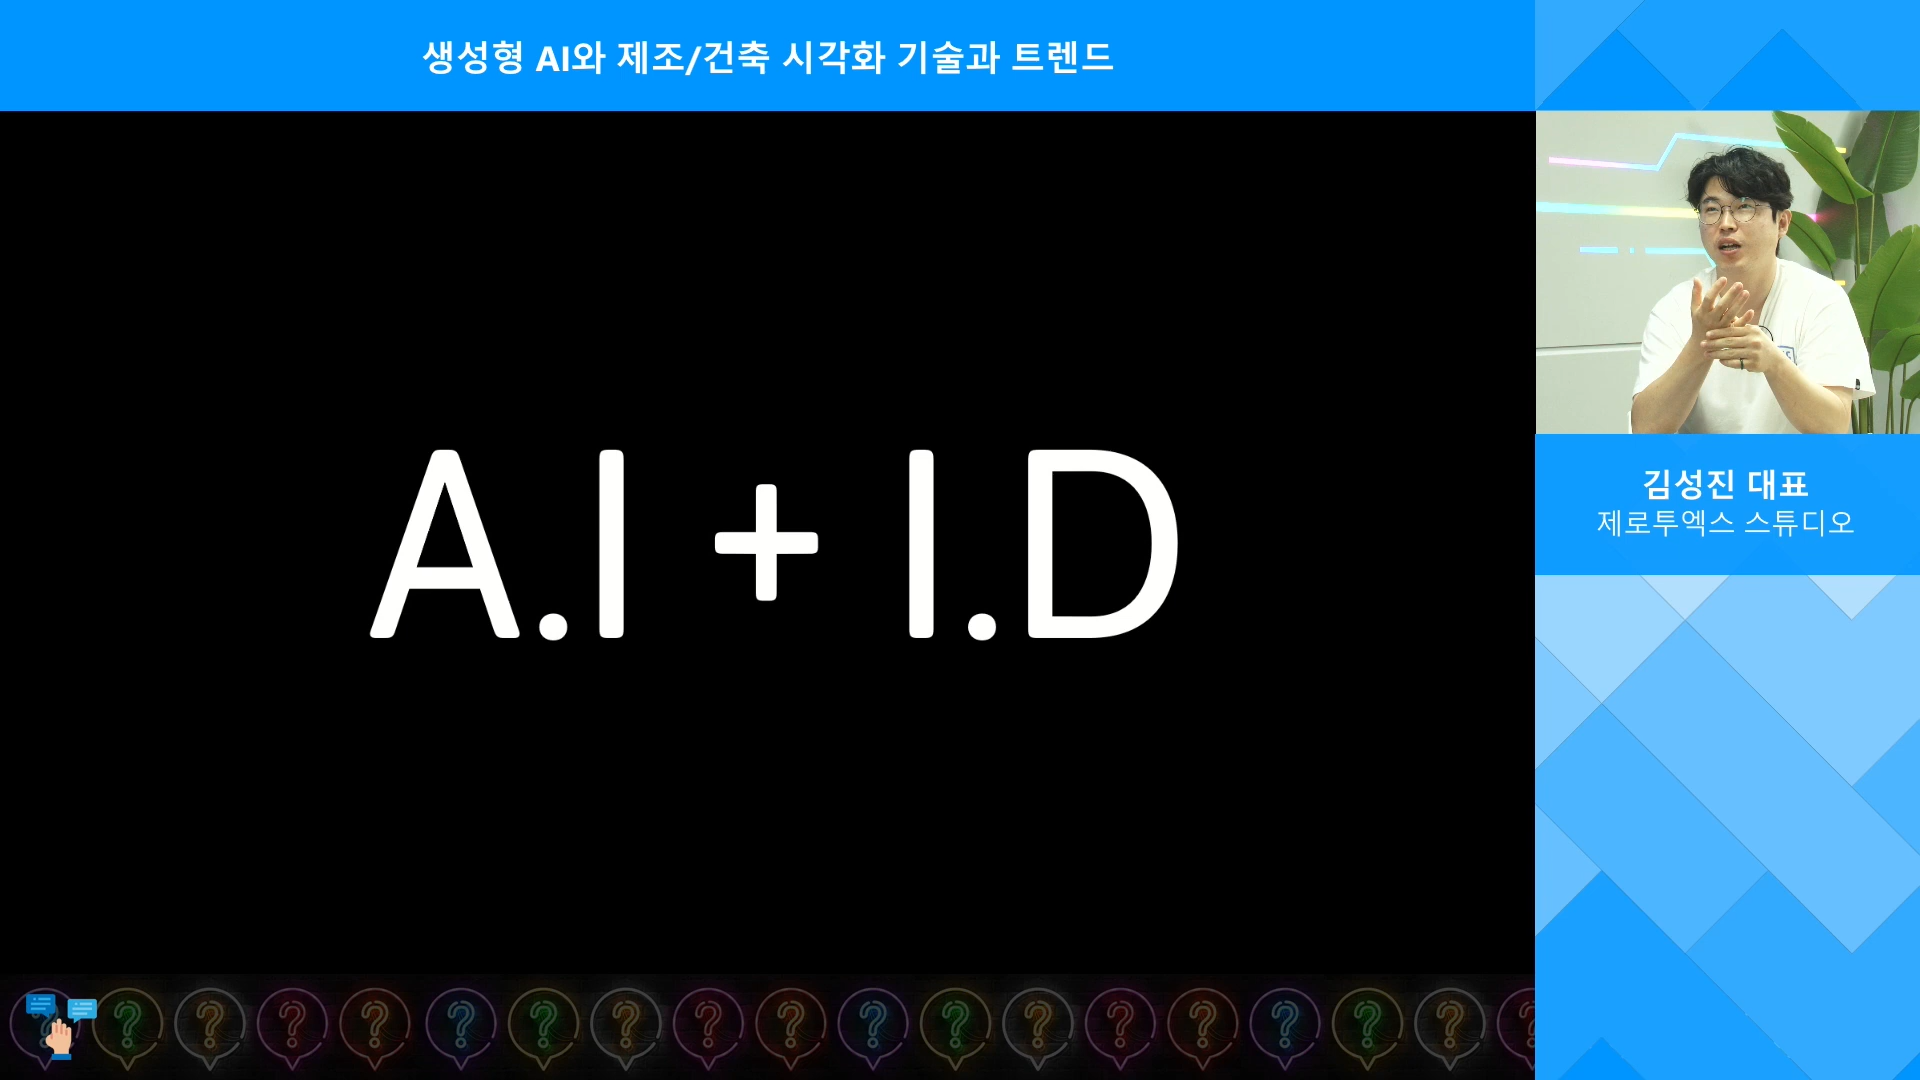 생성형 AI와 제조/건축 시각화 기술과 트렌드
A.I + I.D
김성진 대표
제로투엑스 스튜디오